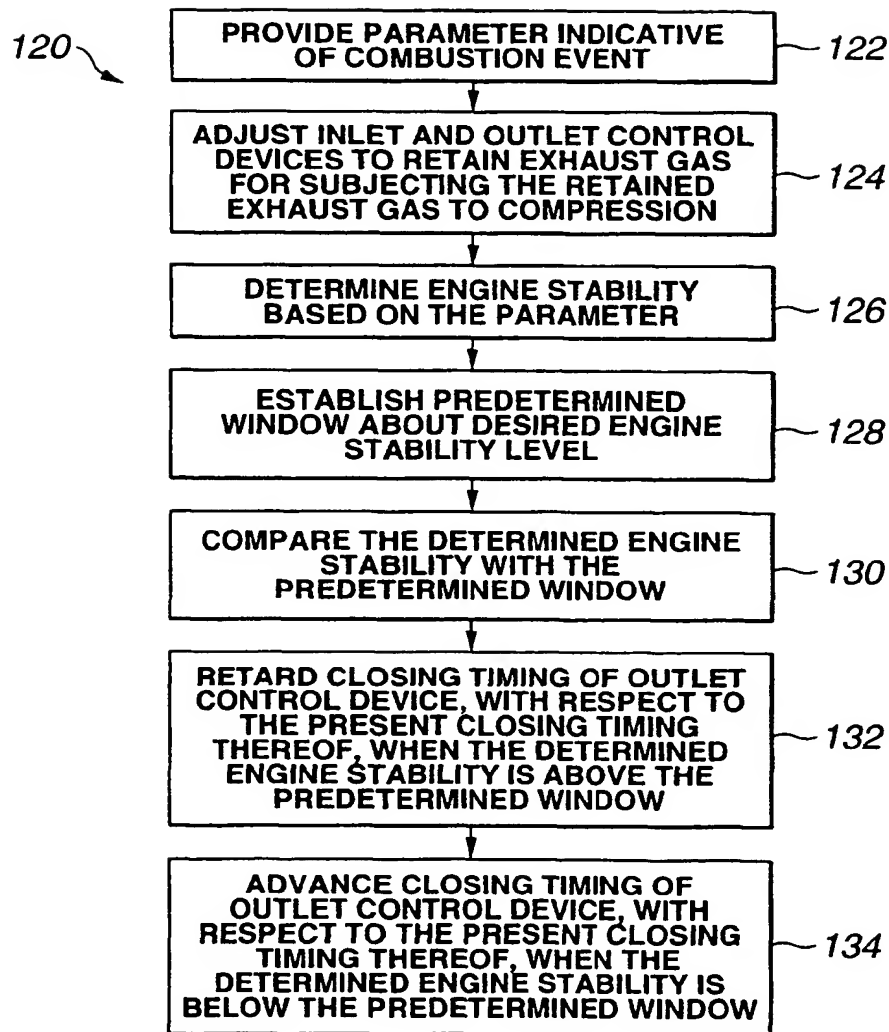 120
PROVIDE PARAMETER INDICATIVE
OF COMBUSTION EVENT
122
ADJUST INLET AND OUTLET CONTROL
DEVICES TO RETAIN EXHAUST GAS
FOR SUBJECTING THE RETAINED
EXHAUST GAS TO COMPRESSION
124
DETERMINE ENGINE STABILITY
BASED ON THE PARAMETER
126
ESTABLISH PREDETERMINED
WINDOW ABOUT DESIRED ENGINE
STABILITY LEVEL
128
COMPARE THE DETERMINED ENGINE
STABILITY WITH THE
PREDETERMINED WINDOW
130
RETARD CLOSING TIMING OF OUTLET
CONTROL DEVICE, WITH RESPECT TO
THE PRESENT CLOSING TIMING
THEREOF, WHEN THE DETERMINED
ENGINE STABILITY IS ABOVE THE
PREDETERMINED WINDOW
132
ADVANCE CLOSING TIMING OF
OUTLET CONTROL DEVICE, WITH
RESPECT TO THE PRESENT CLOSING
TIMING THEREOF, WHEN THE
DETERMINED ENGINE STABILITY IS
BELOW THE PREDETERMINED WINDOW
134